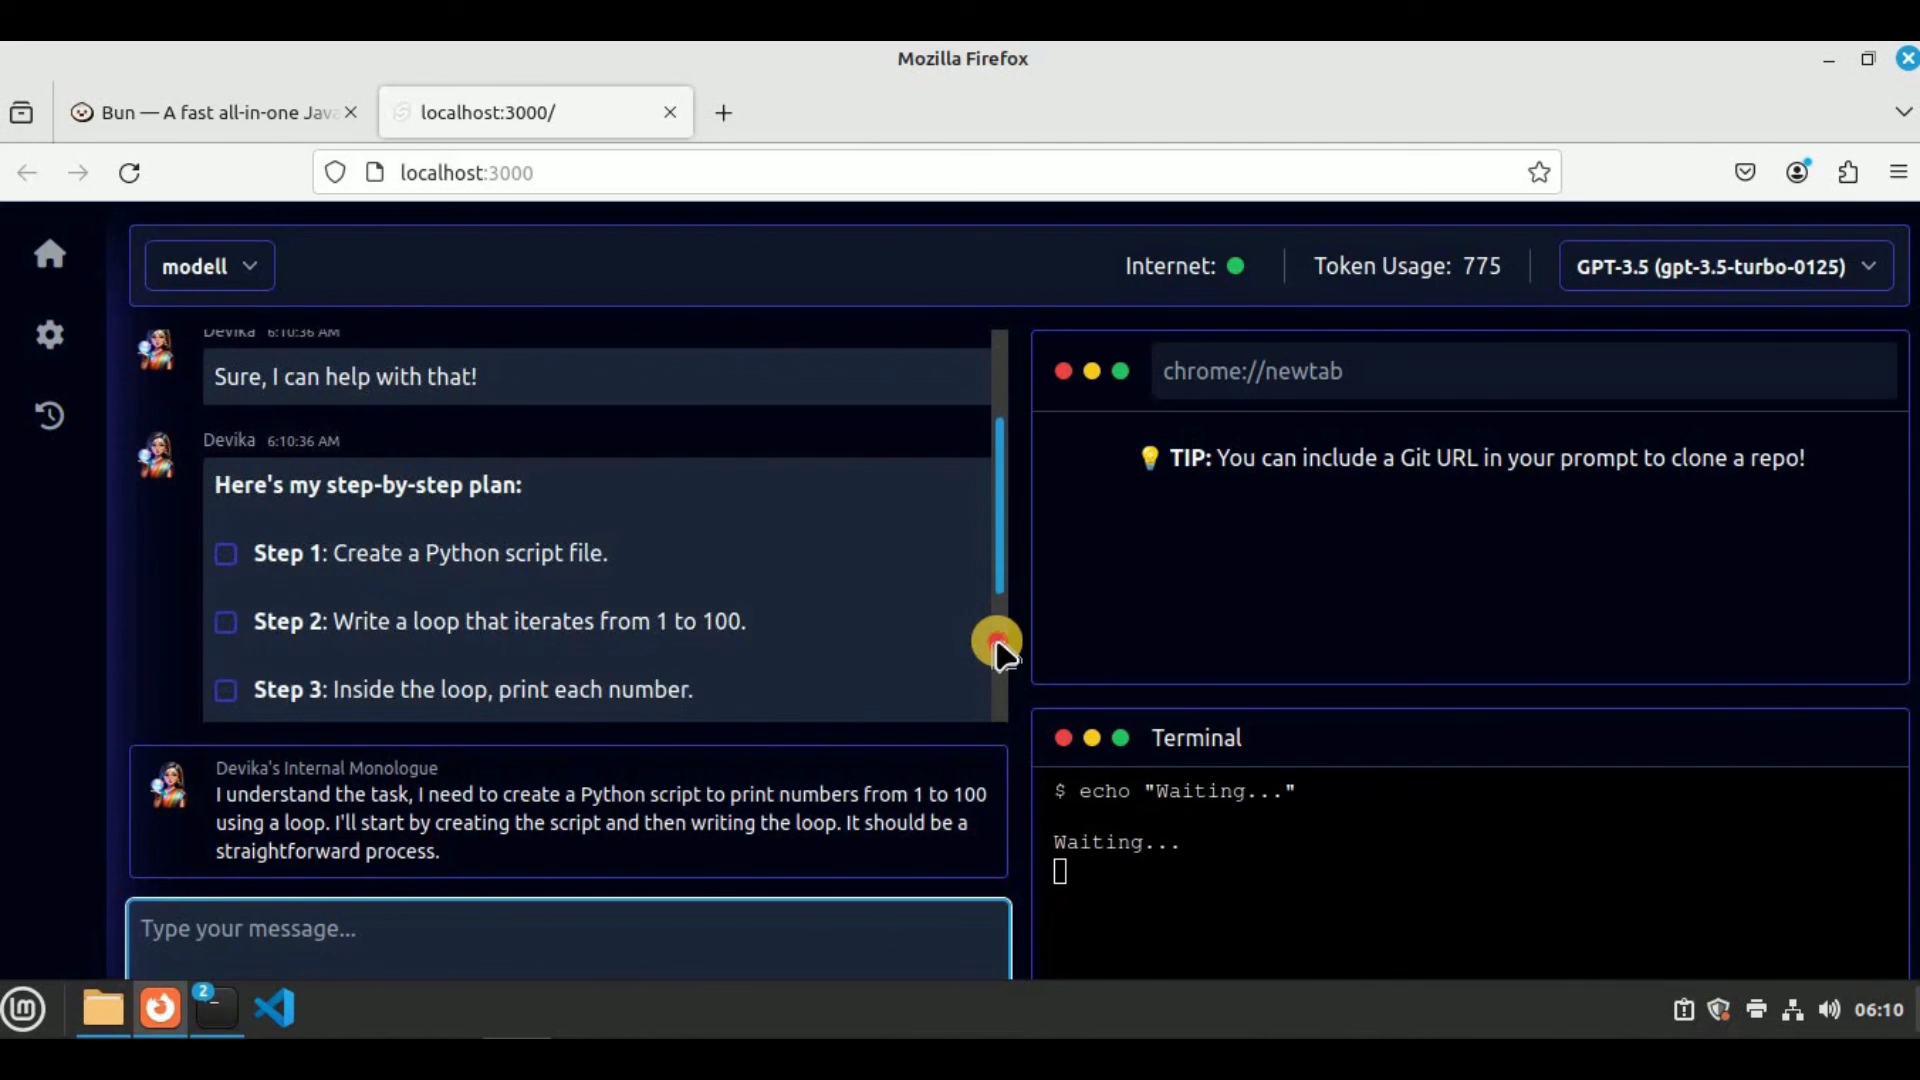 Mozilla Firefox
Bun — A fast all-in-one Java
localhost:3000/
localhost:3000
modell
Internet:
Token Usage: 775
GPT-3.5 (gpt-3.5-turbo-0125)
Devika 6:10:36 AM
Sure, I can help with that!
Devika 6:10:36 AM
Here's my step-by-step plan:
Step 1: Create a Python script file.
Step 2: Write a loop that iterates from 1 to 100.
Step 3: Inside the loop, print each number.
Devika's Internal Monologue
I understand the task, I need to create a Python script to print numbers from 1 to 100
using a loop. I'll start by creating the script and then writing the loop. It should be a
straightforward process.
Type your message...
chrome://newtab
TIP: You can include a Git URL in your prompt to clone a repo!
Terminal
$ echo "Waiting..."
Waiting...
2
06:10